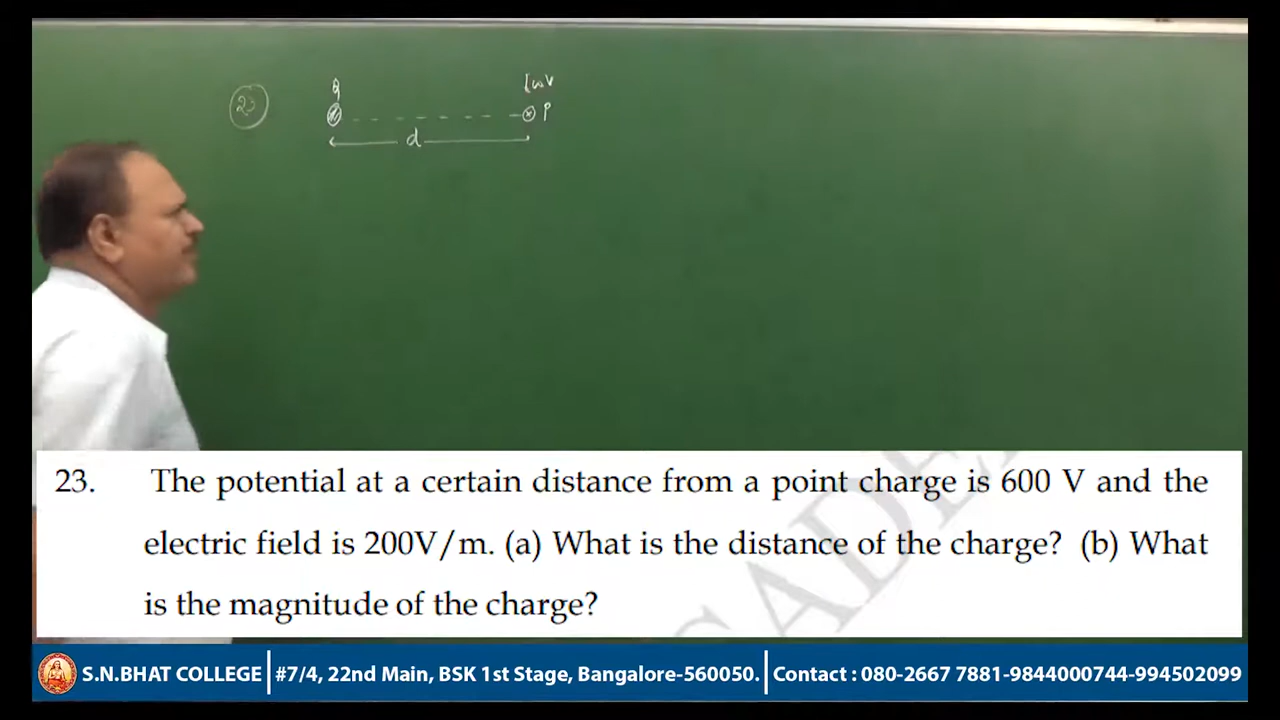 q
P
d
23. The potential at a certain distance from a point charge is 600 V and the
electric field is 200V/m. (a) What is the distance of the charge? (b) What
is the magnitude of the charge?
S.N.BHAT COLLEGE #7/4, 22nd Main, BSK 1st Stage, Bangalore-560050. Contact : 080-2667 7881-9844000744-994502099